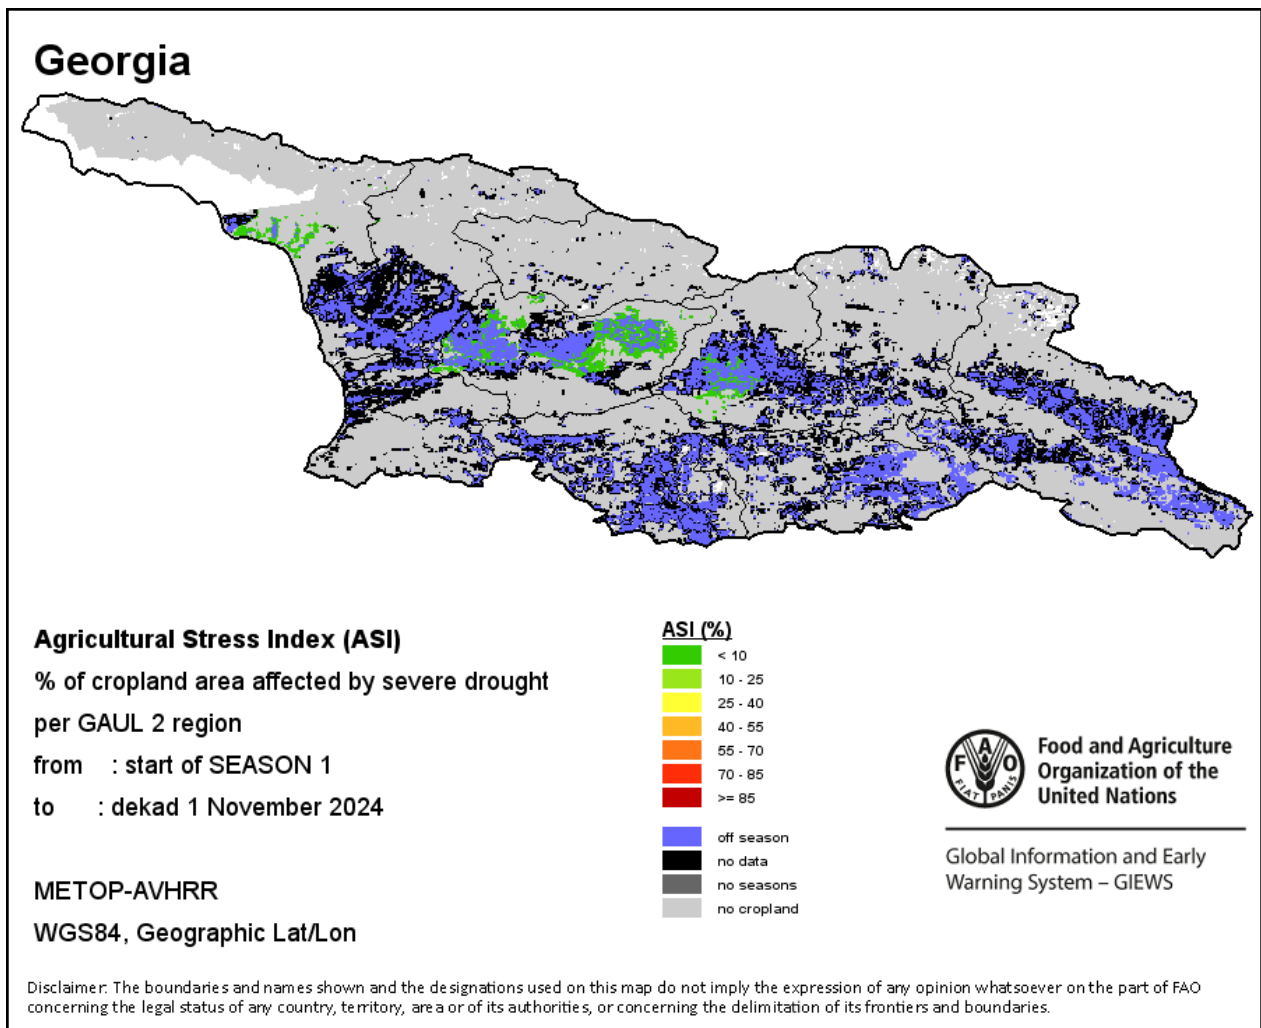 Georgia
Agricultural Stress Index (ASI)
% of cropland area affected by severe drought
per GAUL 2 region
from : start of SEASON 1
to : dekad 1 November 2024
METOP-AVHRR
WGS84, Geographic Lat/Lon
ASI (%)
< 10
10 - 25
25 - 40
40 - 55
55 - 70
70 - 85
>= 85
off season
no data
no seasons
no cropland
F A O
FIAT PANIS
Food and Agriculture
Organization of the
United Nations
Global Information and Early
Warning System – GIEWS
Disclaimer: The boundaries and names shown and the designations used on this map do not imply the expression of any opinion whatsoever on the part of FAO
concerning the legal status of any country, territory, area or of its authorities, or concerning the delimitation of its frontiers and boundaries.